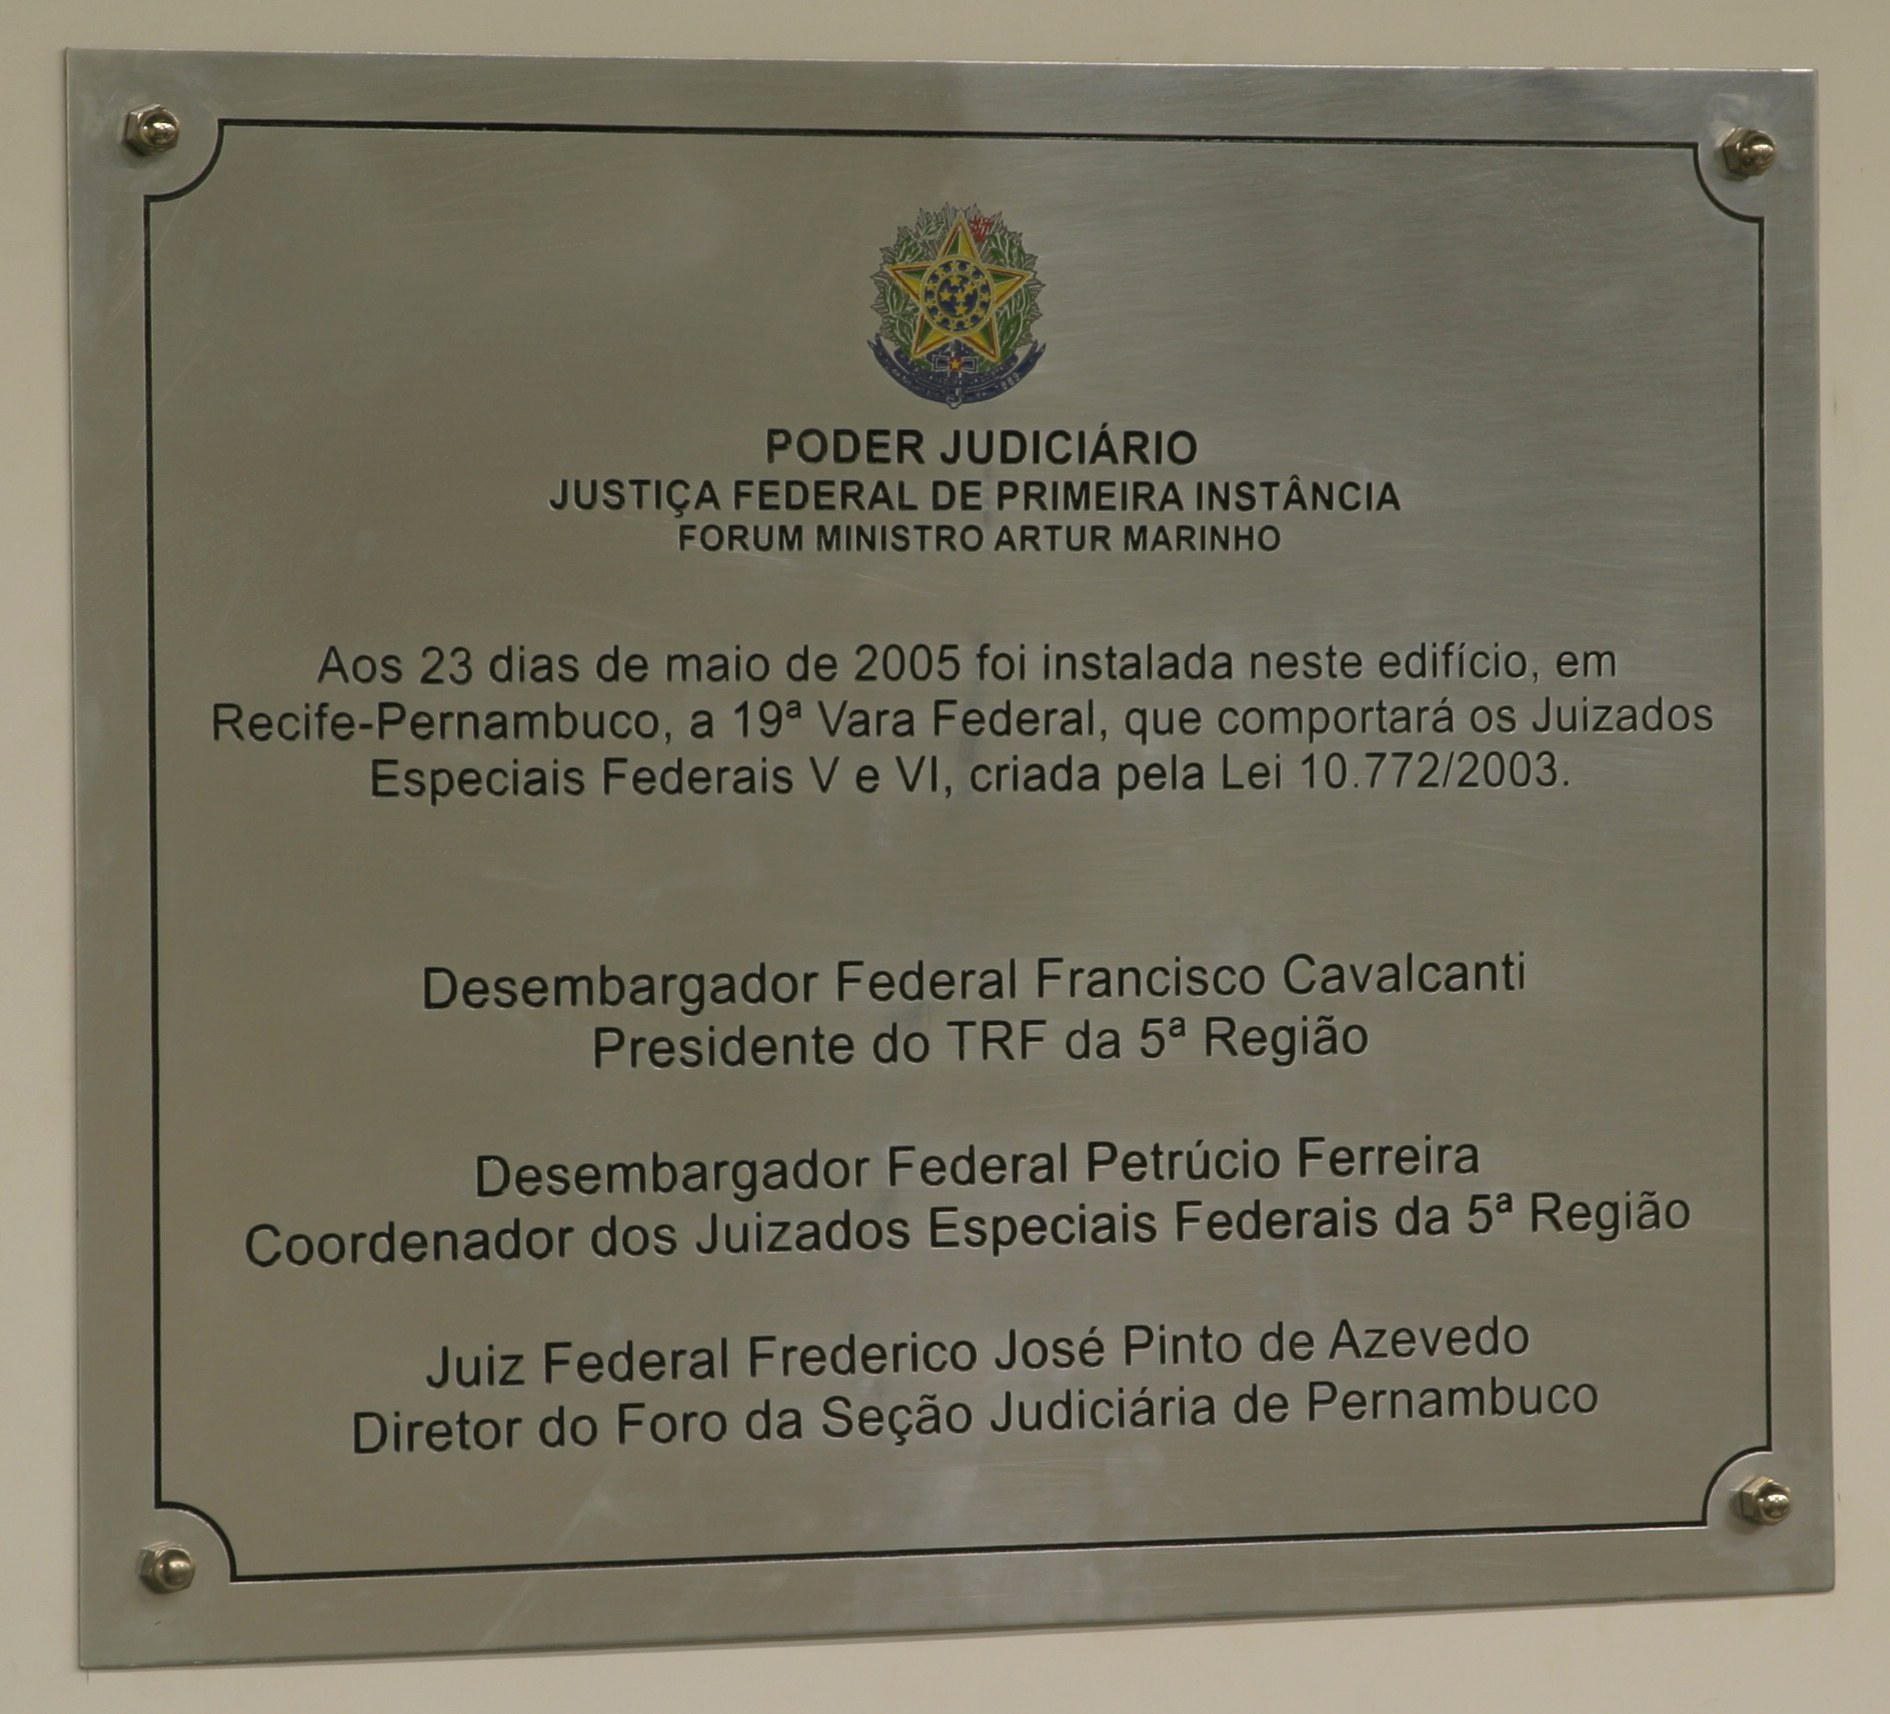 PODER JUDICIÁRIO
JUSTIÇA FEDERAL DE PRIMEIRA INSTÂNCIA
FORUM MINISTRO ARTUR MARINHO
Aos 23 dias de maio de 2005 foi instalada neste edifício, em
Recife-Pernambuco, a 19ª Vara Federal, que comportará os Juizados
Especiais Federais V e VI, criada pela Lei 10.772/2003.
Desembargador Federal Francisco Cavalcanti
Presidente do TRF da 5ª Região
Desembargador Federal Petrúcio Ferreira
Coordenador dos Juizados Especiais Federais da 5ª Região
Juiz Federal Frederico José Pinto de Azevedo
Diretor do Foro da Seção Judiciária de Pernambuco